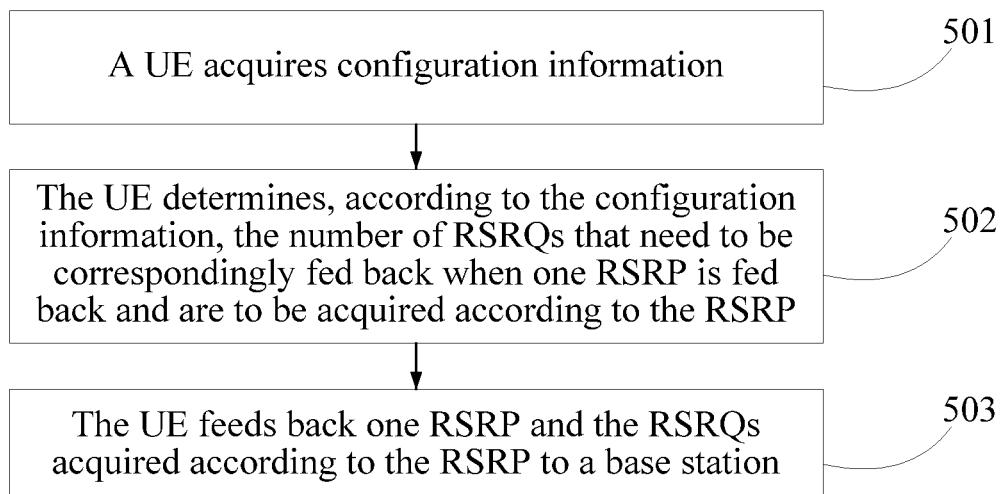 A UE acquires configuration information
501
The UE determines, according to the configuration
information, the number of RSRQs that need to be
correspondingly fed back when one RSRP is fed
back and are to be acquired according to the RSRP
502
The UE feeds back one RSRP and the RSRQs
acquired according to the RSRP to a base station
503